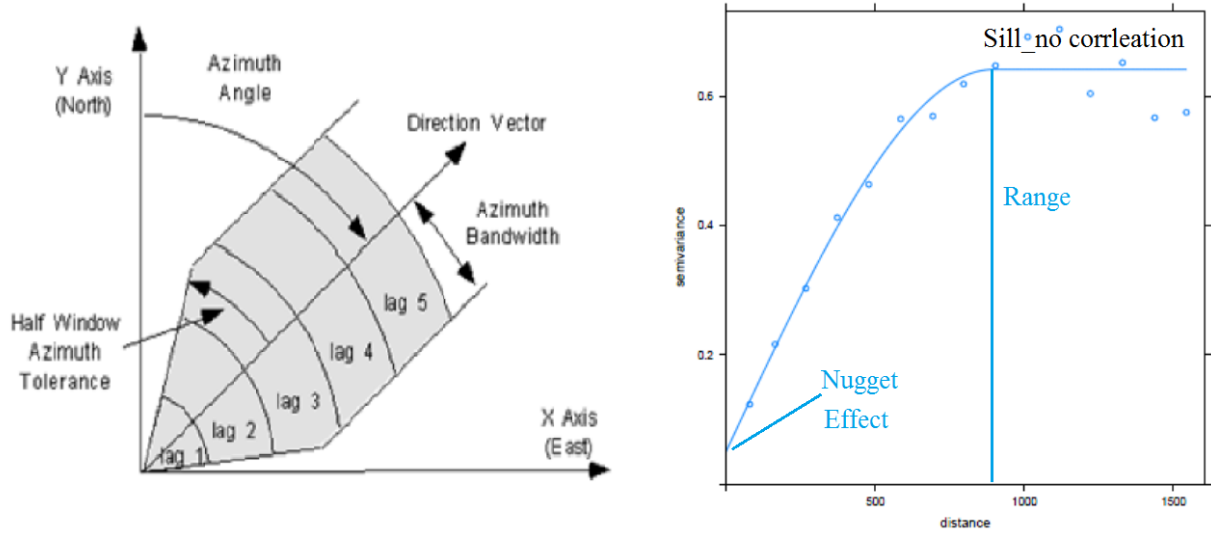 Y Axis
(North)
Azimuth
Angle
Direction Vector
Azimuth
Bandwidth
Half Window
Azimuth
Tolerance
lag 1
lag 2
lag 3
lag 4
lag 5
X Axis
(East)
Sill_no corrleation
0.6
Range
semivariance
0.4
0.2
Nugget
Effect
500
1000
1500
distance